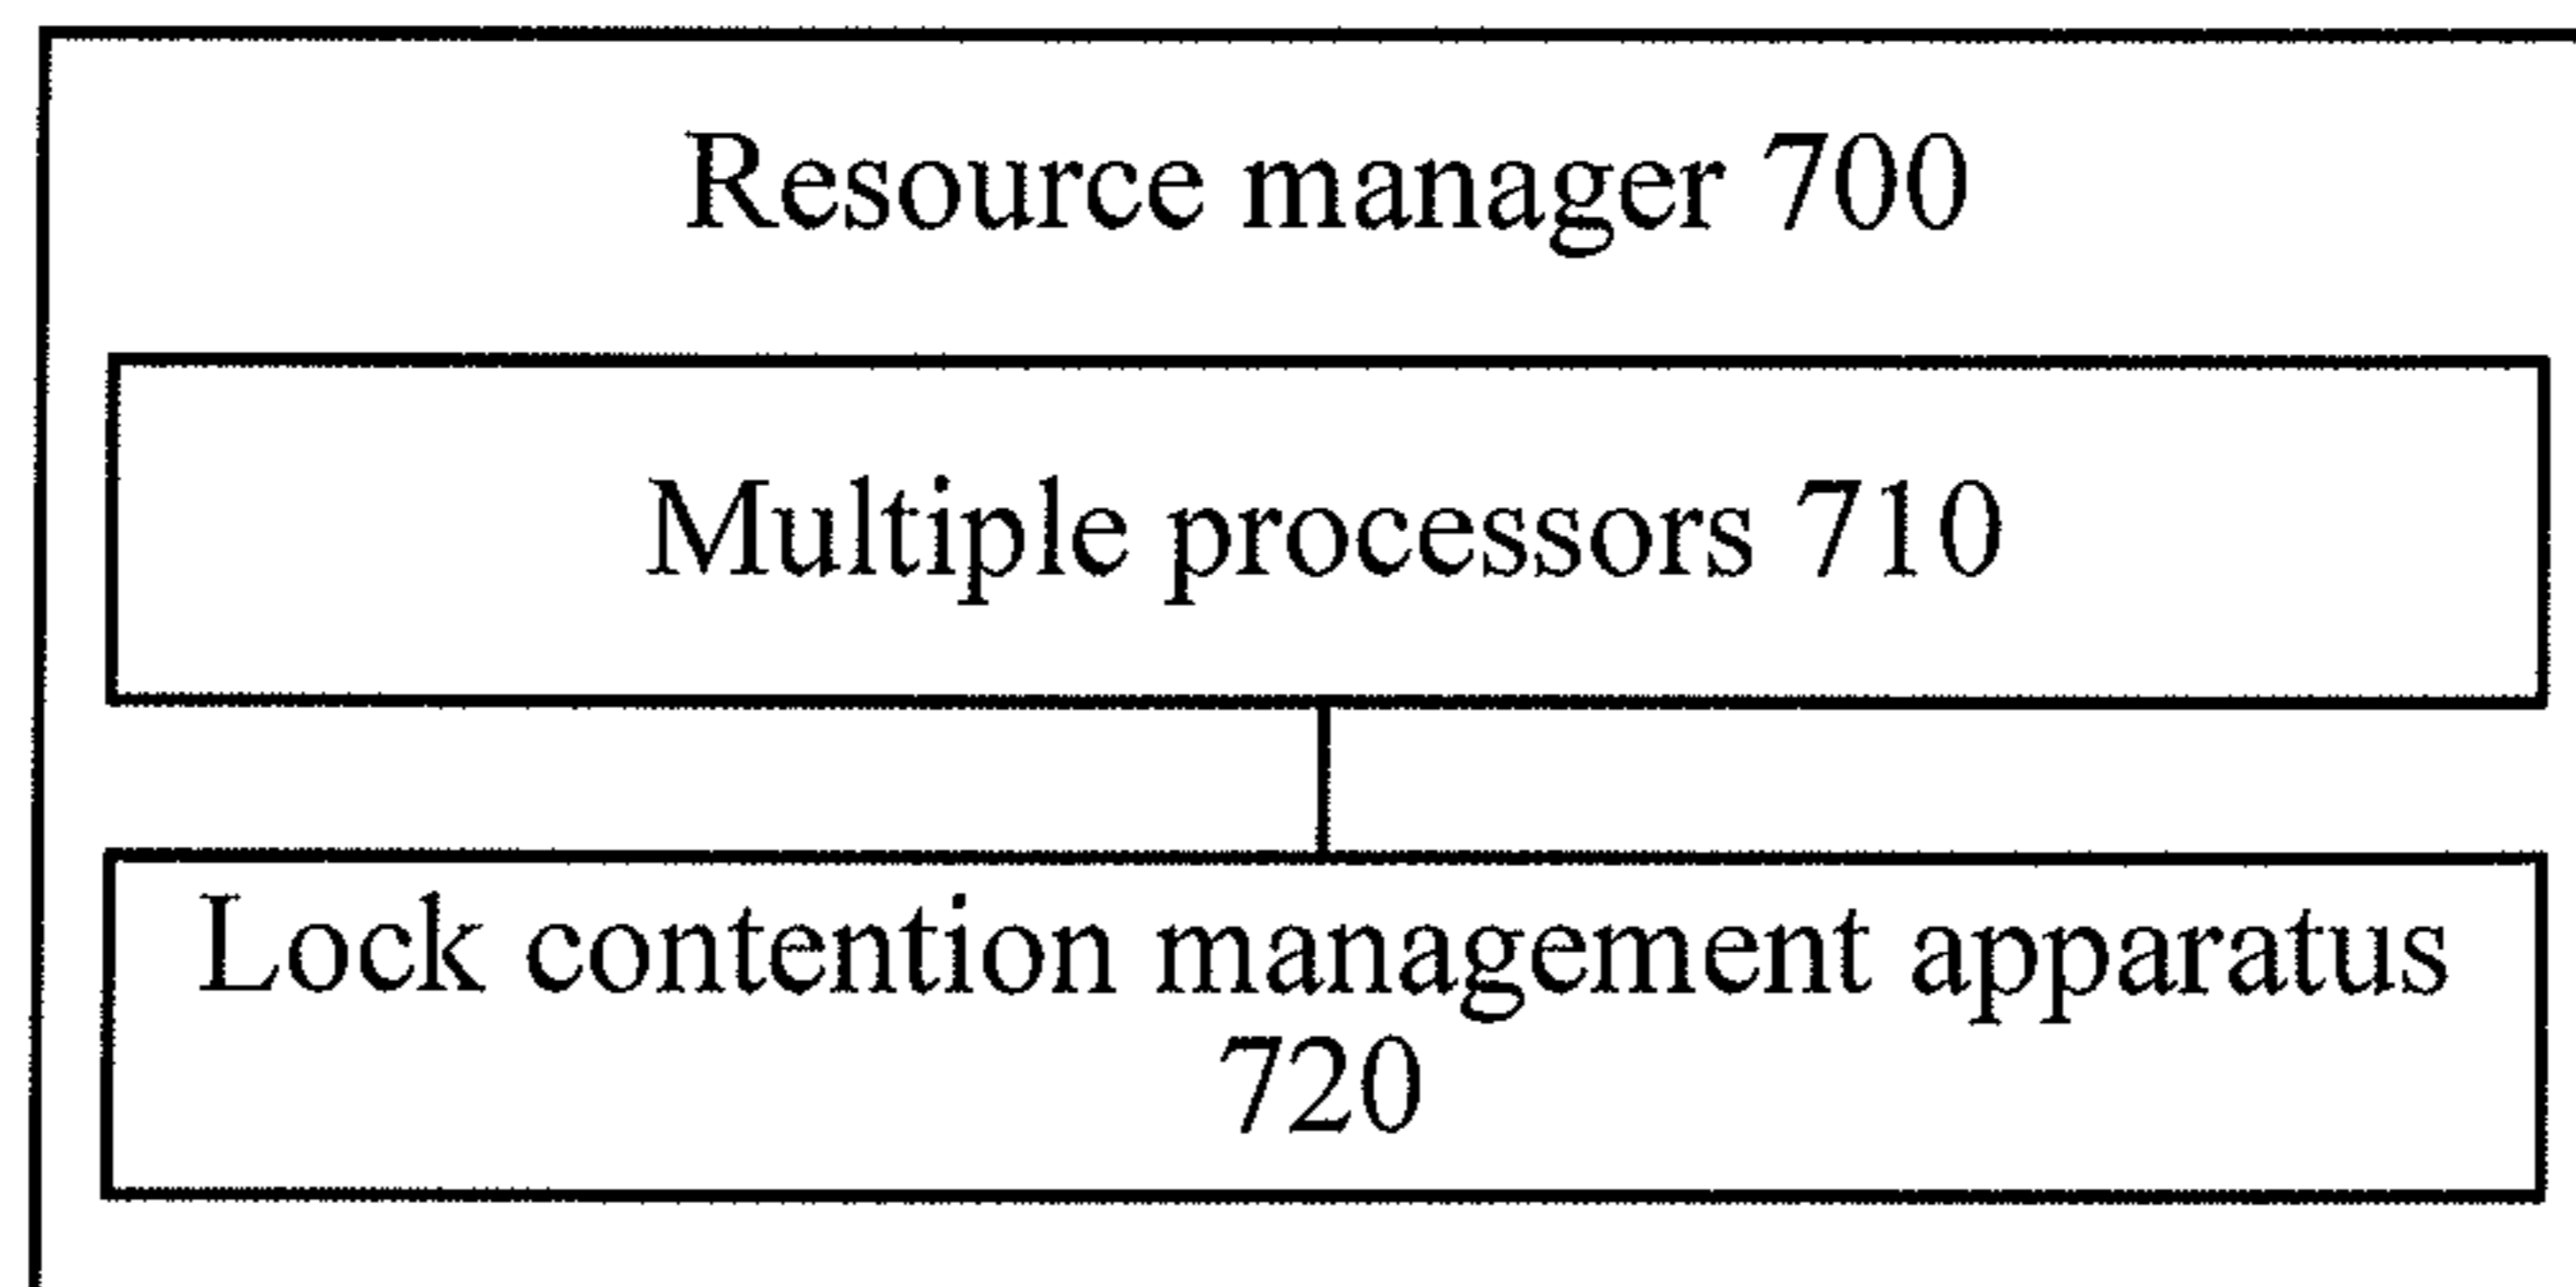 Resource manager 700
Multiple processors 710
Lock contention management apparatus
720